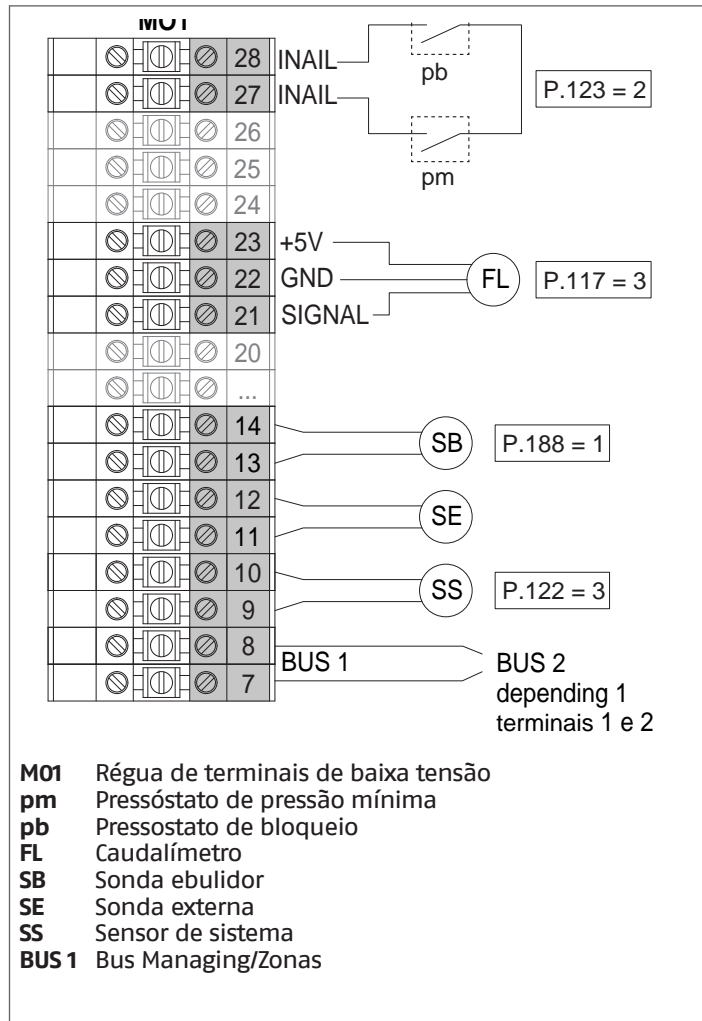 M01
28 INAIL
pb
27 INAIL
P.123 = 2
26
pm
25
24
23 +5V
22 GND
FL
P.117 = 3
21 SIGNAL
20
...
14
SB
P.188 = 1
13
12
SE
11
10
SS
P.122 = 3
9
8
BUS 1
7
BUS 2
depending 1
terminais 1 e 2
M01 Régua de terminais de baixa tensão
pm Pressóstato de pressão mínima
pb Pressostato de bloqueio
FL Caudalímetro
SB Sonda ebulidor
SE Sonda externa
SS Sensor de sistema
BUS 1 Bus Managing/Zonas